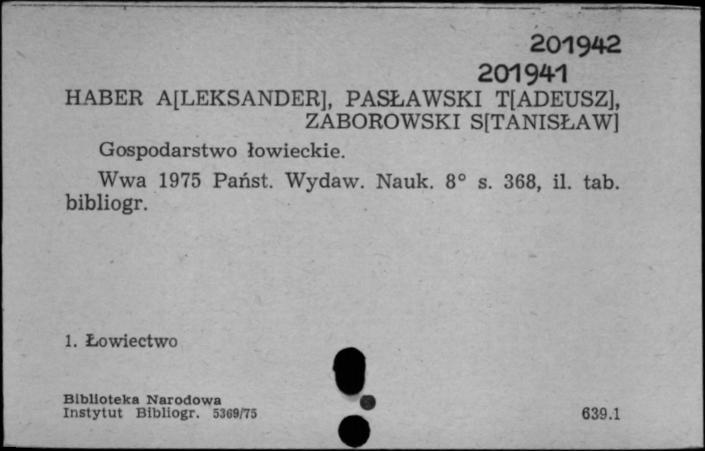 201942
201941
HABER A[LEKSANDER], PASŁAWSKI T[ADEUSZ],
ZABOROWSKI S[TANISŁAW]
Gospodarstwo łowieckie.
Wwa 1975 Państ. Wydaw. Nauk. 8° s. 368, il. tab.
bibliogr.
1. Łowiectwo
Biblioteka Narodowa
Instytut Bibliogr. 5369/75 639.1